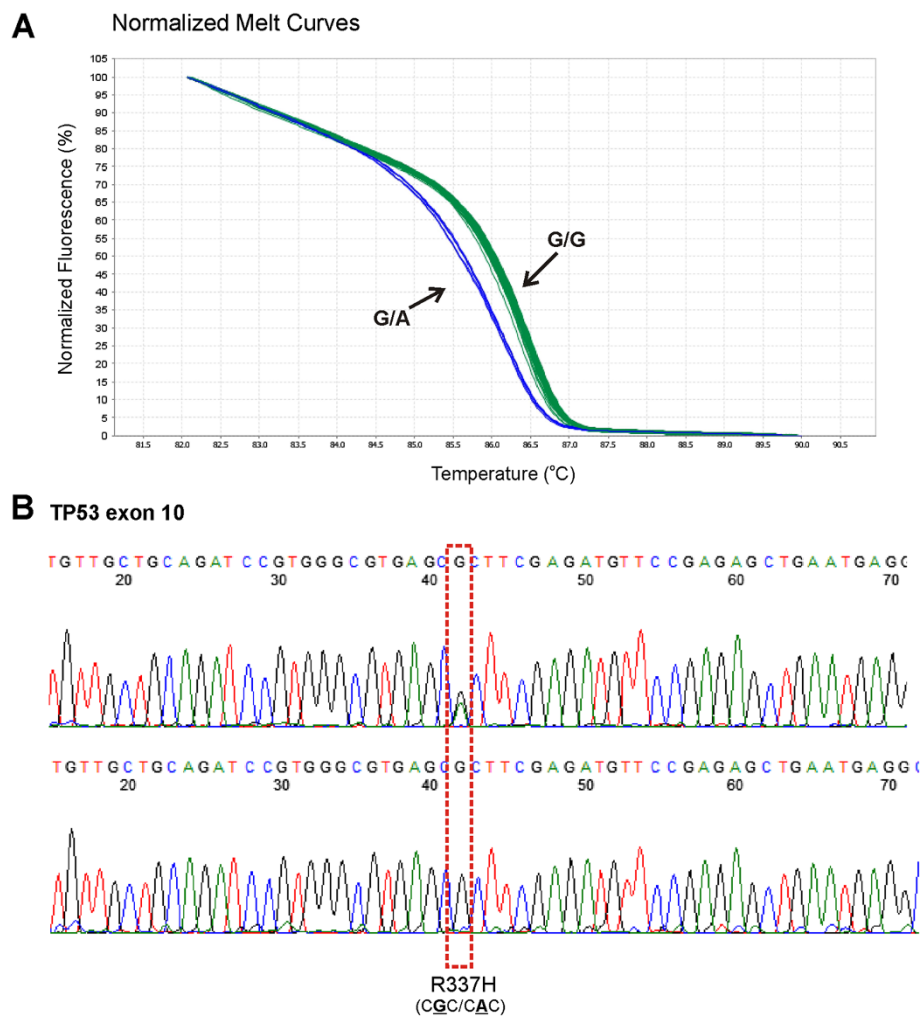 A
Normalized Melt Curves
Normalized Fluorescence (%)
105
100
95
90
85
80
75
70
65
60
55
50
45
40
35
30
25
20
15
10
5
0
G/G
G/A
81.5 82.0 82.5 83.0 83.5 84.0 84.5 85.0 85.5 86.0 86.5 87.0 87.5 88.0 88.5 89.0 89.5 90.0 90.5
Temperature (°C)
B TP53 exon 10
TGTTGCTGCAGATCCGTGGGCGTGAGCGCTTCGAGATGTTCCGAGAGCTGAATGAGG
20 30 40 50 60 70
TGTTGCTGCAGATCCGTGGGCGTGAGCGCTTCGAGATGTTCCGAGAGCTGAATGAGGC
20 30 40 50 60 70
R337H
(CGC/CAC)